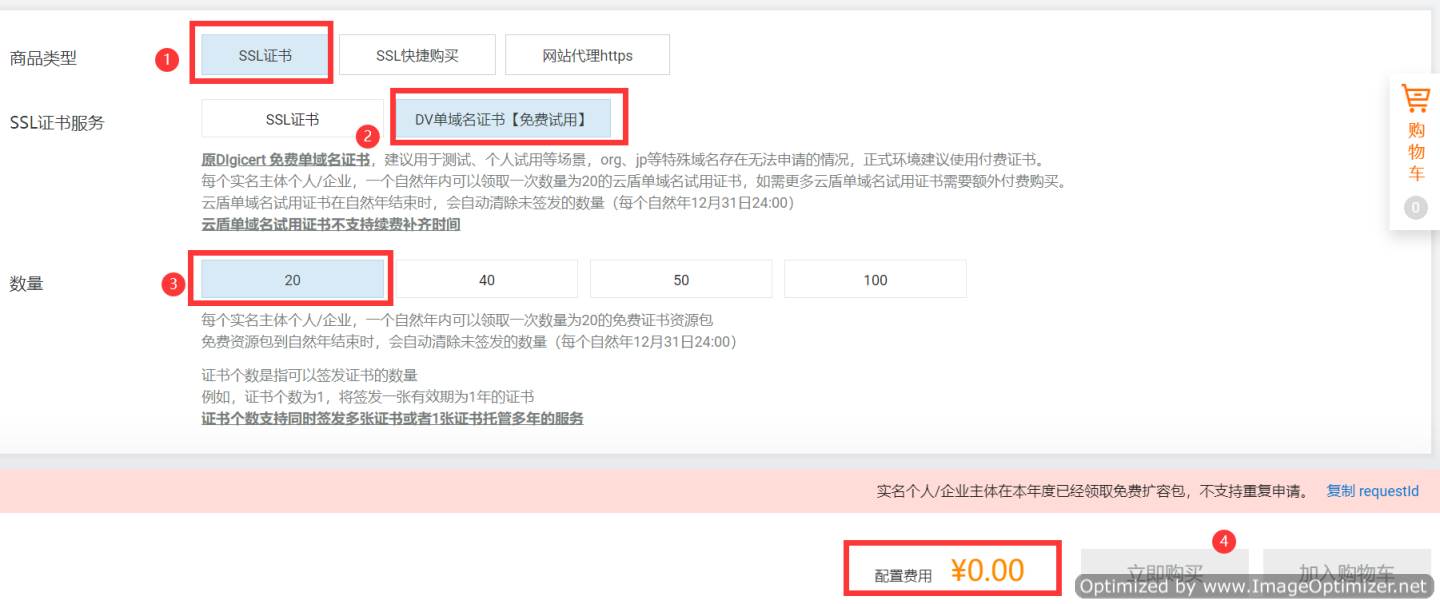 商品类型
1
SSL证书
SSL快捷购买
网站代理https
SSL证书服务
SSL证书
2
DV单域名证书【免费试用】
原DIgicert 免费单域名证书，建议用于测试、个人试用等场景，org、jp等特殊域名存在无法申请的情况，正式环境建议使用付费证书。
每个实名主体个人/企业，一个自然年内可以领取一次数量为20的云盾单域名试用证书，如需更多云盾单域名试用证书需要额外付费购买。
云盾单域名试用证书在自然年结束时，会自动清除未签发的数量（每个自然年12月31日24:00）
云盾单域名试用证书不支持续费补齐时间
购物车
0
数量
3
20
40
50
100
每个实名主体个人/企业，一个自然年内可以领取一次数量为20的免费证书资源包
免费资源包到自然年结束时，会自动清除未签发的数量（每个自然年12月31日24:00）
证书个数是指可以签发证书的数量
例如，证书个数为1，将签发一张有效期为1年的证书
证书个数支持同时签发多张证书或者1张证书托管多年的服务
实名个人/企业主体在本年度已经领取免费扩容包，不支持重复申请。 复制 requestId
配置费用 ¥0.00
4
立即购买
加入购物车
Optimized by www.ImageOptimizer.net